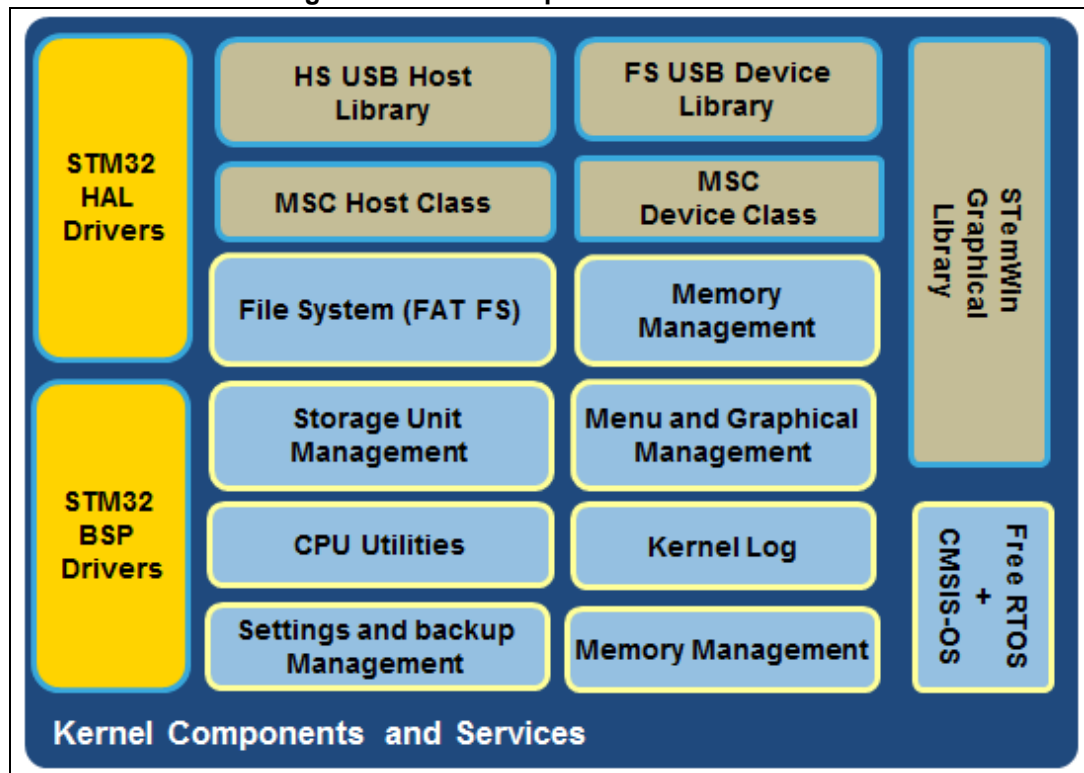 STM32
HAL
Drivers
HS USB Host
Library
FS USB Device
Library
MSC Host Class
MSC
Device Class
File System (FAT FS)
Memory
Management
STemWin
Graphical
Library
STM32
BSP
Drivers
Storage Unit
Management
Menu and Graphical
Management
CPU Utilities
Kernel Log
Settings and backup
Management
Memory Management
Free RTOS
+
CMSIS-OS
Kernel Components and Services